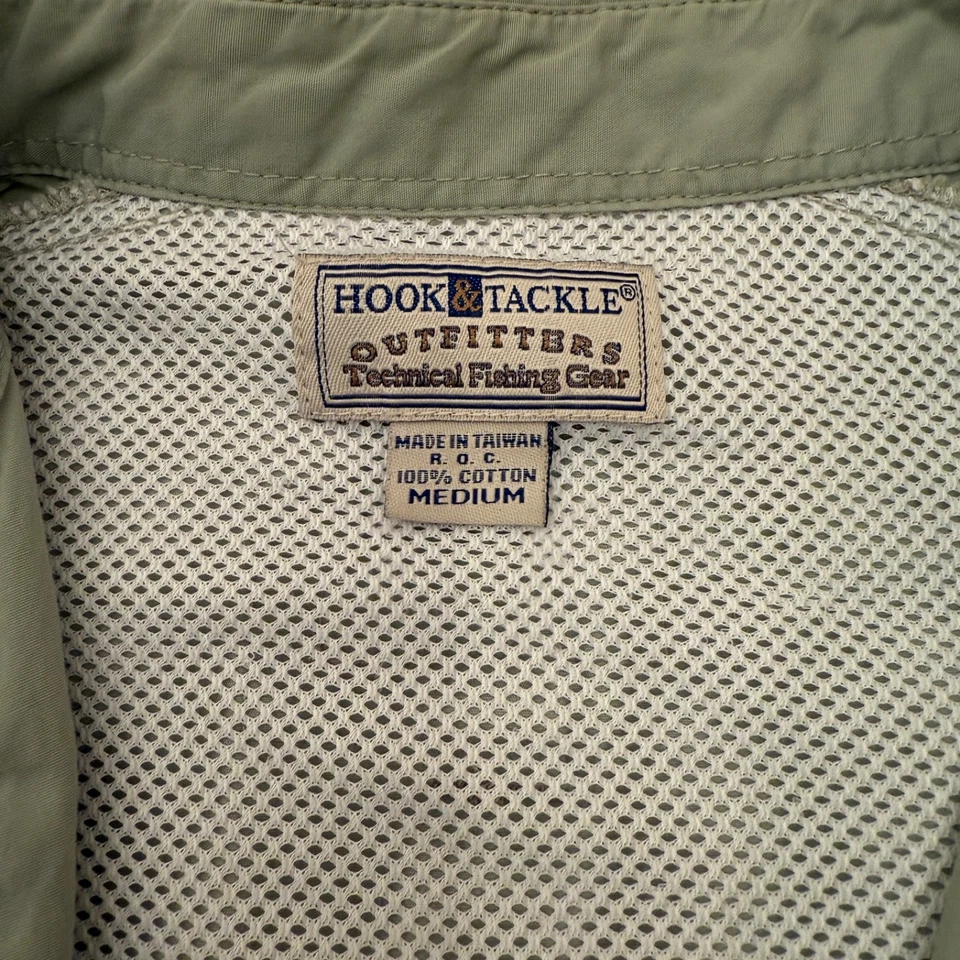 HOOK & TACKLE®
OUTFITTERS
Technical Fishing Gear
MADE IN TAIWAN
R. O. C.
100% COTTON
MEDIUM